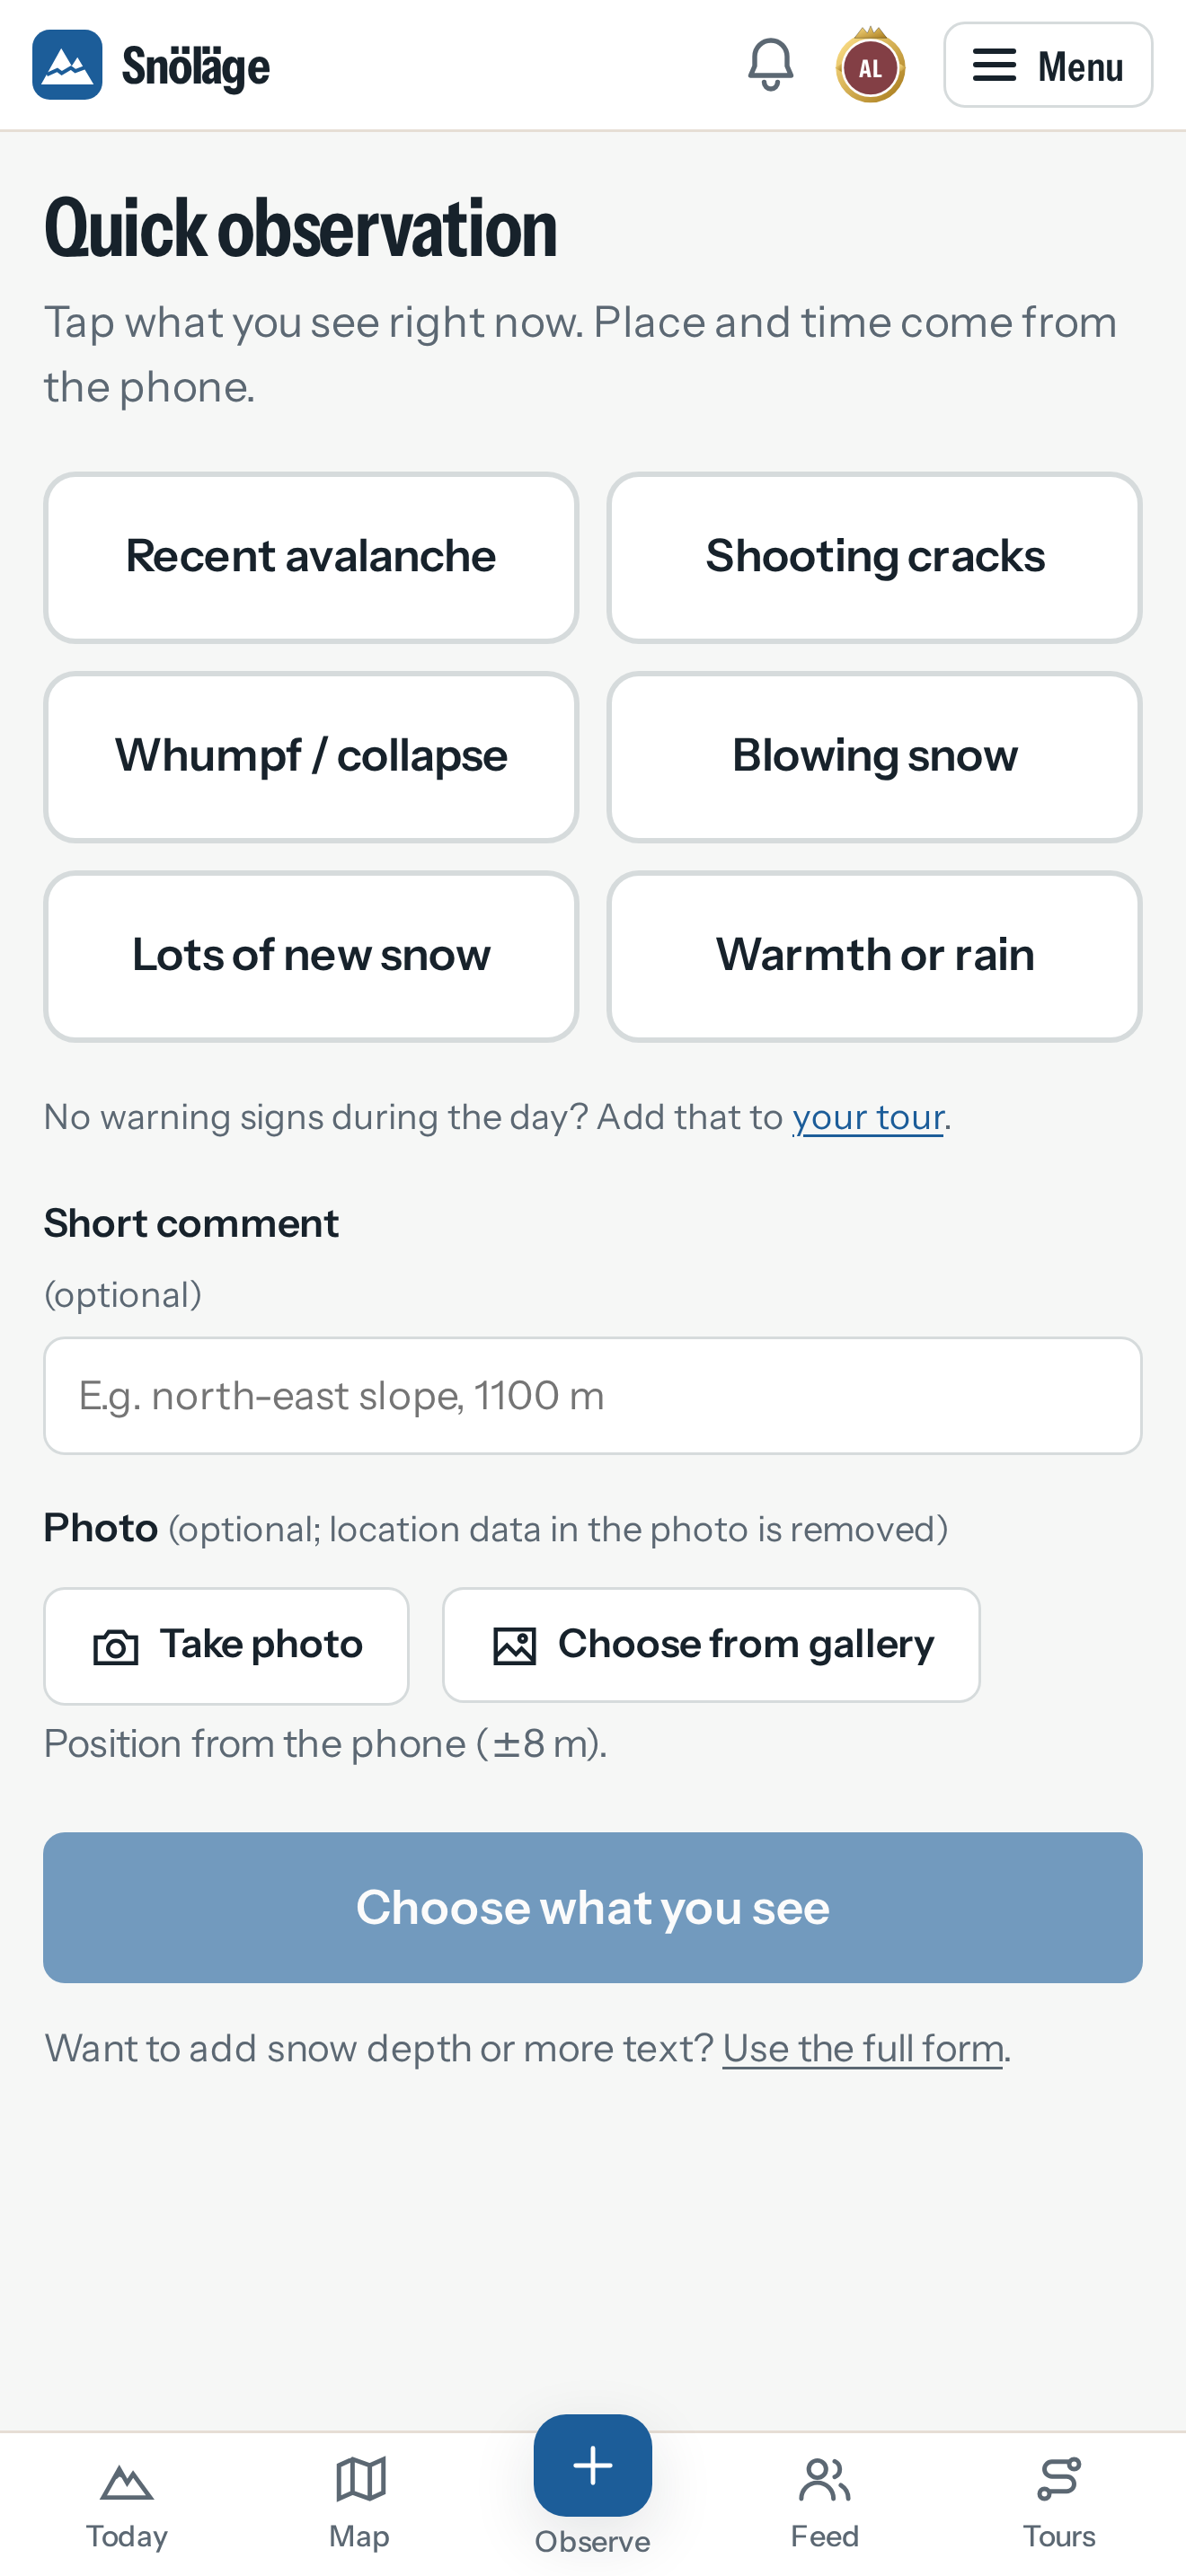 Snöläge
AL
Menu
Quick observation
Tap what you see right now. Place and time come from
the phone.
Recent avalanche
Shooting cracks
Whumpf / collapse
Blowing snow
Lots of new snow
Warmth or rain
No warning signs during the day? Add that to your tour.
Short comment
(optional)
E.g. north-east slope, 1100 m
Photo (optional; location data in the photo is removed)
Take photo
Choose from gallery
Position from the phone (±8 m).
Choose what you see
Want to add snow depth or more text? Use the full form.
Today
Map
Observe
Feed
Tours